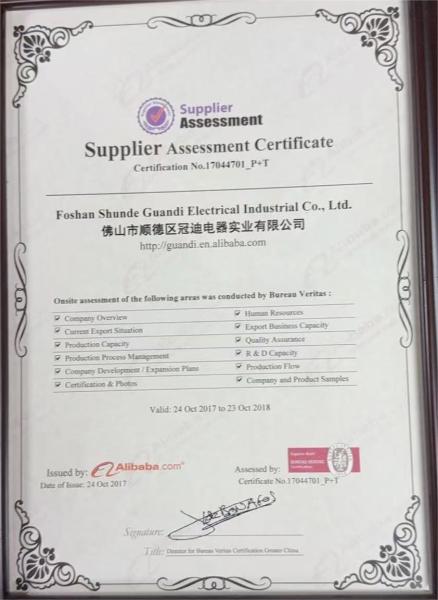 Supplier
Assessment
Supplier Assessment Certificate
Certification No.17044701_P+T
Foshan Shunde Guandi Electrical Industrial Co., Ltd.
佛山市顺德区冠迪电器实业有限公司
http://guandi.en.alibaba.com
Onsite assessment of the following areas was conducted by Bureau Veritas :
Company Overview
Human Resources
Current Export Situation
Export Business Capacity
Production Capacity
Quality Assurance
Production Process Management
R & D Capacity
Company Development / Expansion Plans
Production Flow
Certification & Photos
Company and Product Samples
Valid: 24 Oct 2017 to 23 Oct 2018
Issued by: Alibaba.com
Date of Issue: 24 Oct 2017
Assessed by:
Certificate No.17044701_P+T
Signature:
Title: Director for Bureau Veritas Certification Greater China